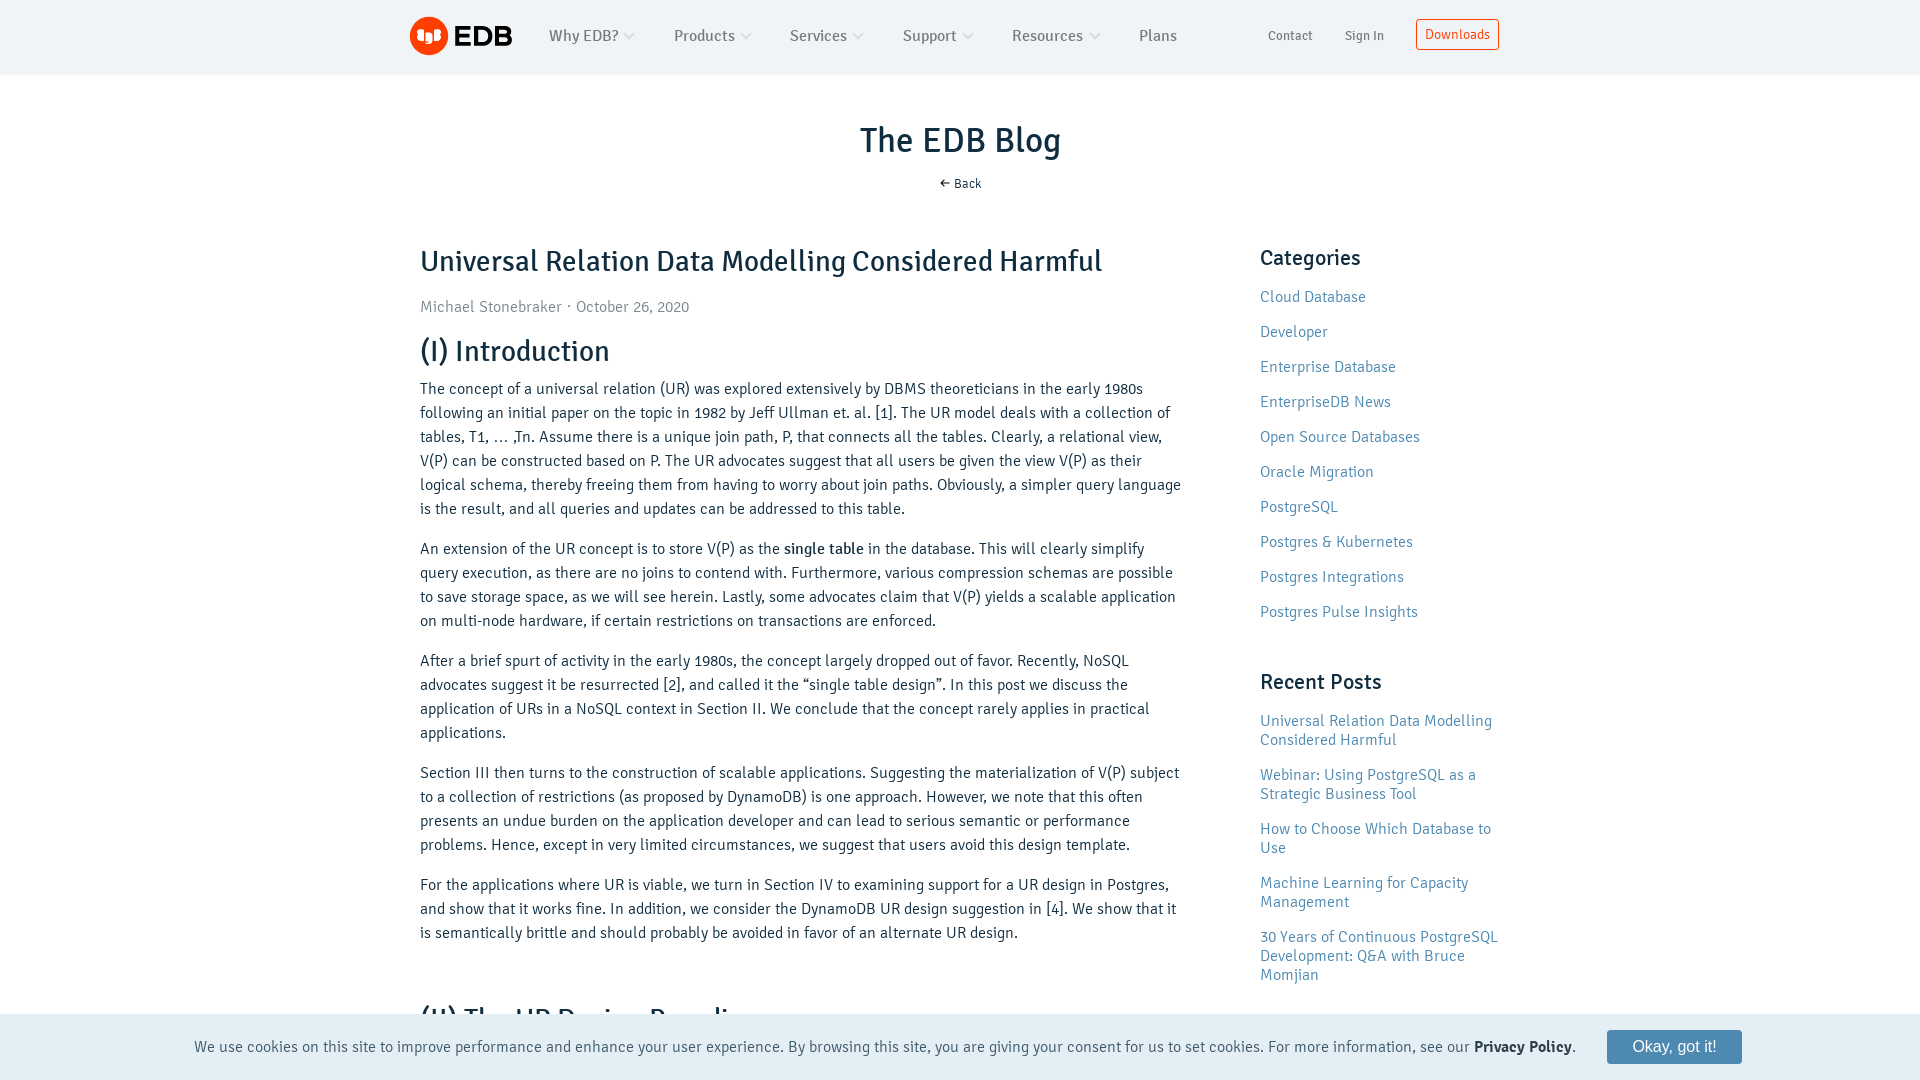 EDB
Why EDB?
Products
Services
Support
Resources
Plans
Contact
Sign In
Downloads
The EDB Blog
← Back
Universal Relation Data Modelling Considered Harmful
Michael Stonebraker · October 26, 2020
(I) Introduction
The concept of a universal relation (UR) was explored extensively by DBMS theoreticians in the early 1980s
following an initial paper on the topic in 1982 by Jeff Ullman et. al. [1]. The UR model deals with a collection of
tables, T1, … ,Tn. Assume there is a unique join path, P, that connects all the tables. Clearly, a relational view,
V(P) can be constructed based on P. The UR advocates suggest that all users be given the view V(P) as their
logical schema, thereby freeing them from having to worry about join paths. Obviously, a simpler query language
is the result, and all queries and updates can be addressed to this table.
An extension of the UR concept is to store V(P) as the single table in the database. This will clearly simplify
query execution, as there are no joins to contend with. Furthermore, various compression schemas are possible
to save storage space, as we will see herein. Lastly, some advocates claim that V(P) yields a scalable application
on multi-node hardware, if certain restrictions on transactions are enforced.
After a brief spurt of activity in the early 1980s, the concept largely dropped out of favor. Recently, NoSQL
advocates suggest it be resurrected [2], and called it the “single table design”. In this post we discuss the
application of URs in a NoSQL context in Section II. We conclude that the concept rarely applies in practical
applications.
Section III then turns to the construction of scalable applications. Suggesting the materialization of V(P) subject
to a collection of restrictions (as proposed by DynamoDB) is one approach. However, we note that this often
presents an undue burden on the application developer and can lead to serious semantic or performance
problems. Hence, except in very limited circumstances, we suggest that users avoid this design template.
For the applications where UR is viable, we turn in Section IV to examining support for a UR design in Postgres,
and show that it works fine. In addition, we consider the DynamoDB UR design suggestion in [4]. We show that it
is semantically brittle and should probably be avoided in favor of an alternate UR design.
Categories
Cloud Database
Developer
Enterprise Database
EnterpriseDB News
Open Source Databases
Oracle Migration
PostgreSQL
Postgres & Kubernetes
Postgres Integrations
Postgres Pulse Insights
Recent Posts
Universal Relation Data Modelling
Considered Harmful
Webinar: Using PostgreSQL as a
Strategic Business Tool
How to Choose Which Database to
Use
Machine Learning for Capacity
Management
30 Years of Continuous PostgreSQL
Development: Q&A with Bruce
Momjian
(II) The UR Design
We use cookies on this site to improve performance and enhance your user experience. By browsing this site, you are giving your consent for us to set cookies. For more information, see our Privacy Policy.
Okay, got it!